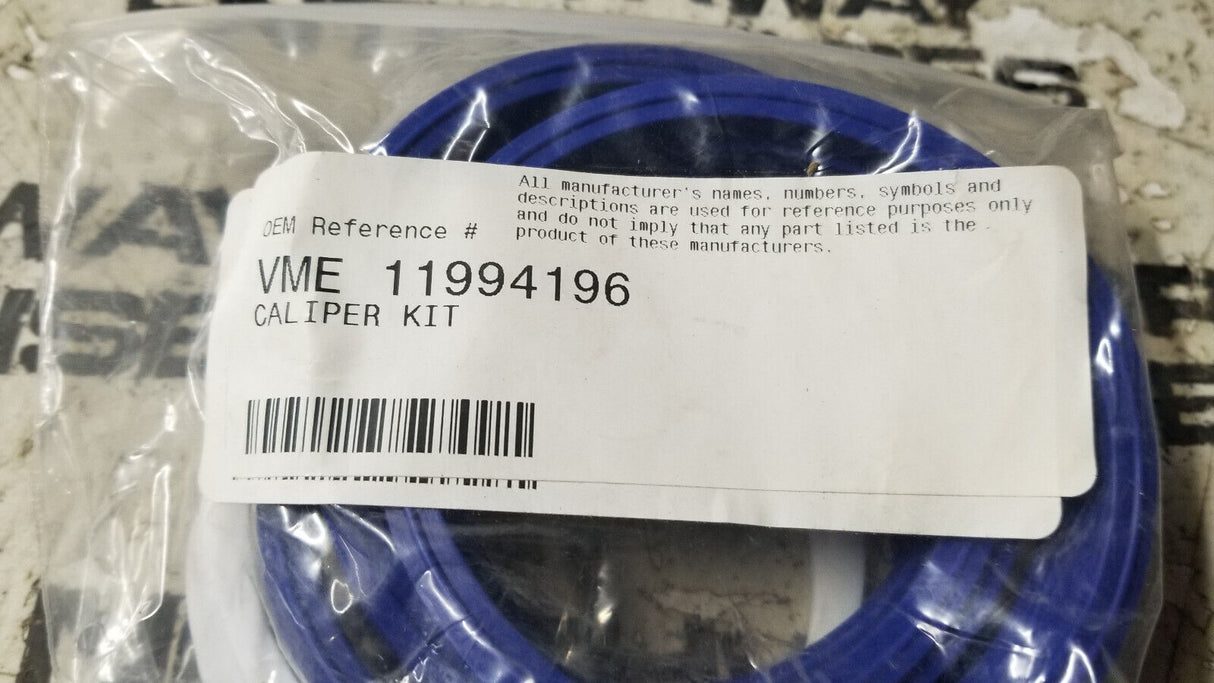 All manufacturer's names, numbers, symbols and
descriptions are used for reference purposes only
and do not imply that any part listed is the
product of these manufacturers.
OEM Reference #
VME 11994196
CALIPER KIT